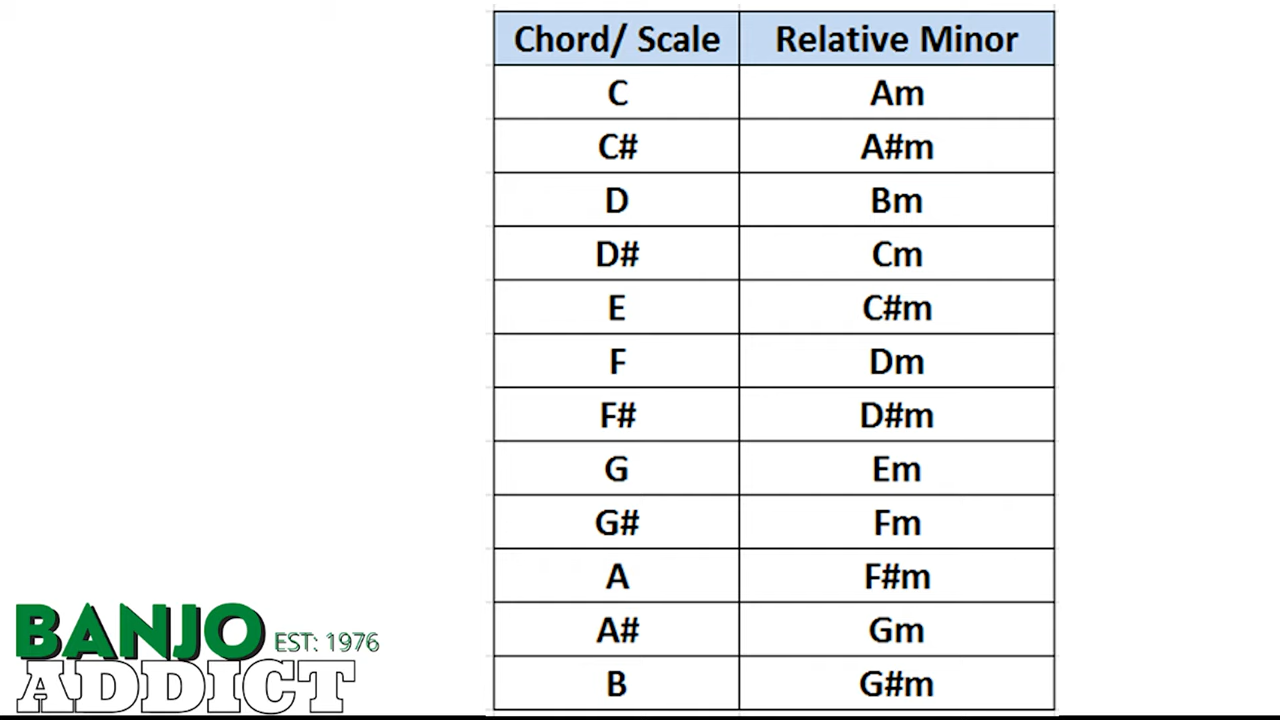 Chord/ Scale Relative Minor
C Am
C# A#m
D Bm
D# Cm
E C#m
F Dm
F# D#m
G Em
G# Fm
A F#m
A# Gm
B G#m
BANJO EST: 1976
ADDICT